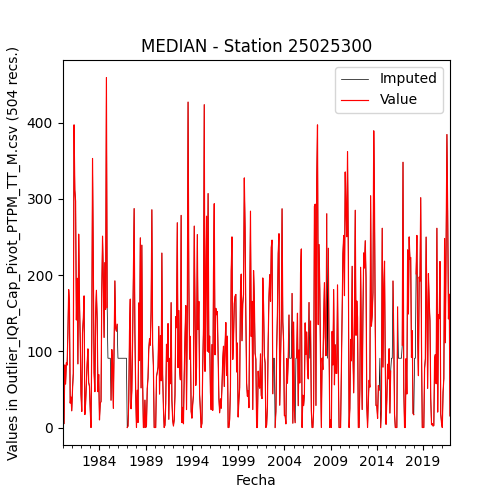 MEDIAN - Station 25025300
Imputed
Value
400
300
200
100
0
Values in Outlier_IQR_Cap_Pivot_PTPM_TT_M.csv (504 recs.)
1984 1989 1994 1999 2004 2009 2014 2019
Fecha